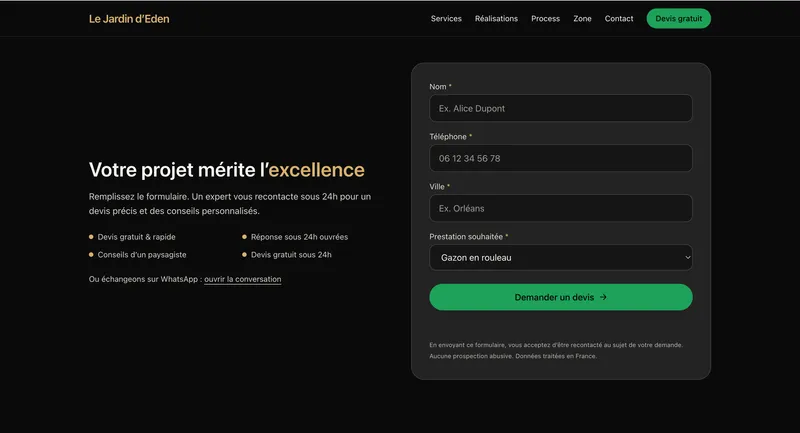 Le Jardin d'Eden
Services
Réalisations
Process
Zone
Contact
Devis gratuit
Votre projet mérite l'excellence
Remplissez le formulaire. Un expert vous recontacte sous 24h pour un
devis précis et des conseils personnalisés.
Devis gratuit & rapide
Réponse sous 24h ouvrées
Conseils d'un paysagiste
Devis gratuit sous 24h
Ou échangeons sur WhatsApp : ouvrir la conversation
Nom *
Ex. Alice Dupont
Téléphone *
06 12 34 56 78
Ville *
Ex. Orléans
Prestation souhaitée *
Gazon en rouleau
Demander un devis →
En envoyant ce formulaire, vous acceptez d'être recontacté au sujet de votre demande.
Aucune prospection abusive. Données traitées en France.